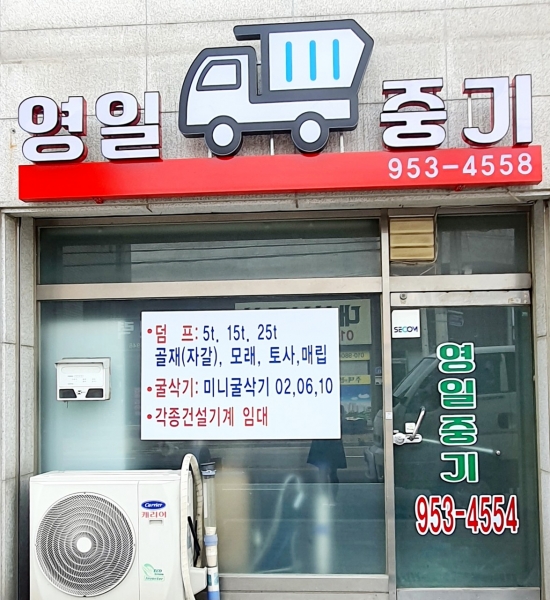 영일 중기
953-4558
•덤 프: 5t, 15t, 25t
골재(자갈), 모래, 토사,매립
•굴삭기: 미니굴삭기 02,06,10
•각종건설기계 임대
SECOM
영일중기
953-4554
Carrier
캐리어